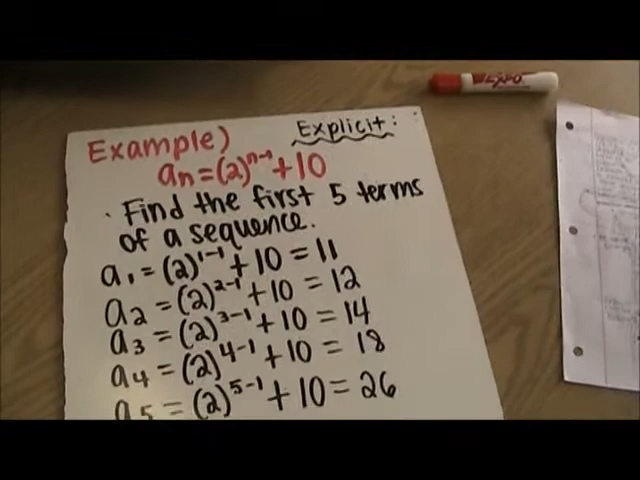 Example)
Explicit:
aₙ = (2)ⁿ⁻¹ + 10
· Find the first 5 terms
of a sequence.
a₁ = (2)¹⁻¹ + 10 = 11
a₂ = (2)²⁻¹ + 10 = 12
a₃ = (2)³⁻¹ + 10 = 14
a₄ = (2)⁴⁻¹ + 10 = 18
a₅ = (2)⁵⁻¹ + 10 = 26
EXPO